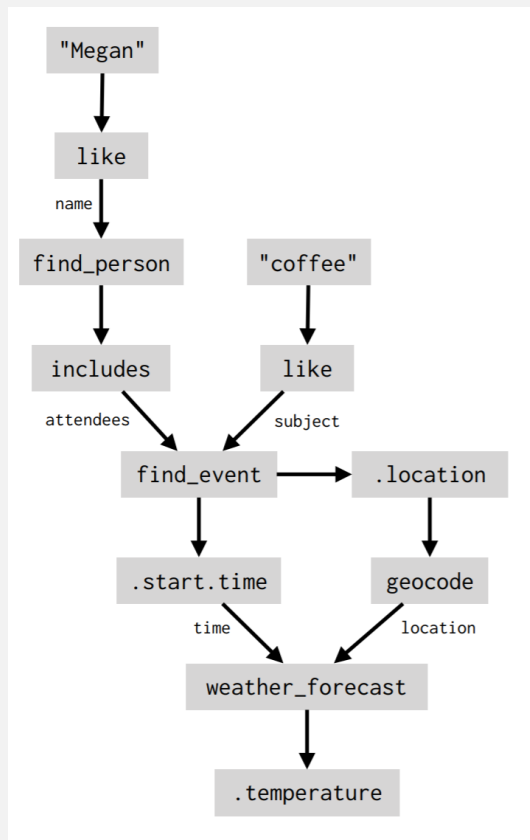 "Megan"
like
name
find_person
"coffee"
includes
like
attendees
subject
find_event
.location
.start.time
geocode
time
location
weather_forecast
.temperature